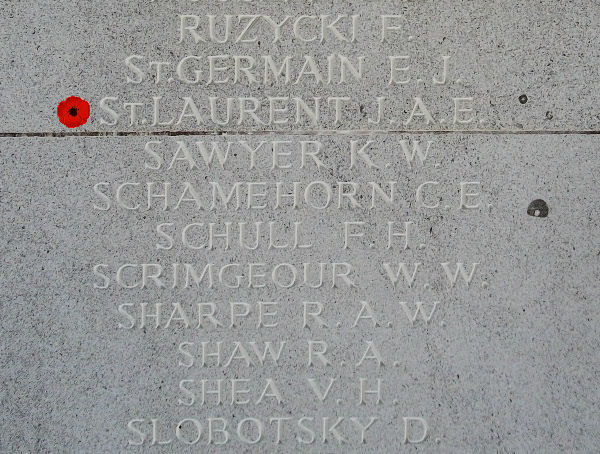 RUZYCKI F.
ST.GERMAIN E.J.
ST.LAURENT J.A.E.
SAWYER K.W.
SCHAMEHORN C.E.
SCHULL F.H.
SCRIMGEOUR W.W.
SHARPE R.A.W.
SHAW R.A.
SHEA V.H.
SLOBOTSKY D.